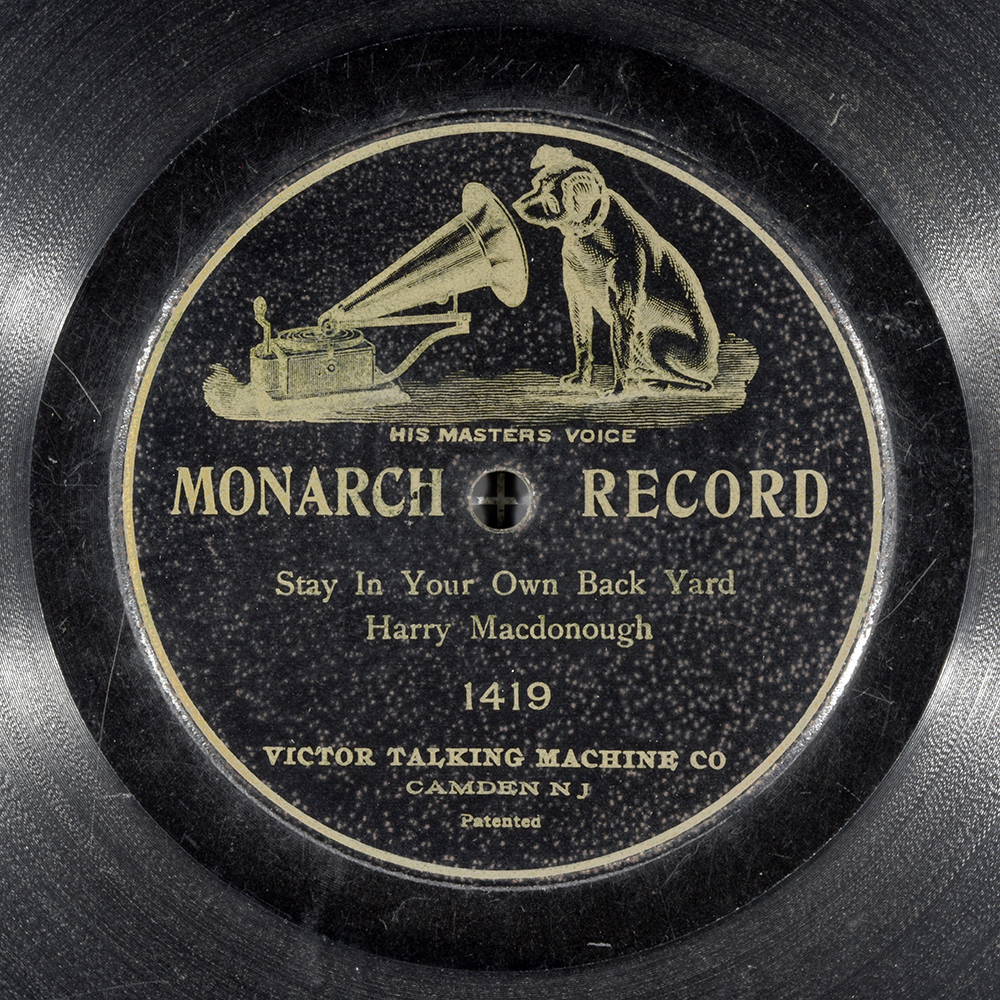 HIS MASTERS VOICE
MONARCH RECORD
Stay In Your Own Back Yard
Harry Macdonough
1419
VICTOR TALKING MACHINE CO
CAMDEN N J
Patented